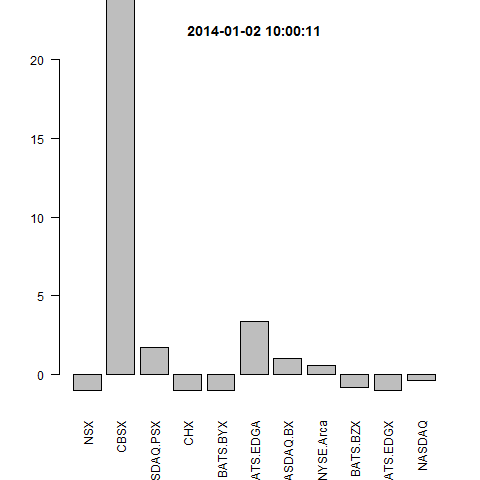 2014-01-02 10:00:11
20
15
10
5
0
NSX
CBSX
SDAQ.PSX
CHX
BATS.BYX
ATS.EDGA
ASDAQ.BX
NYSE.Arca
BATS.BZX
ATS.EDGX
NASDAQ